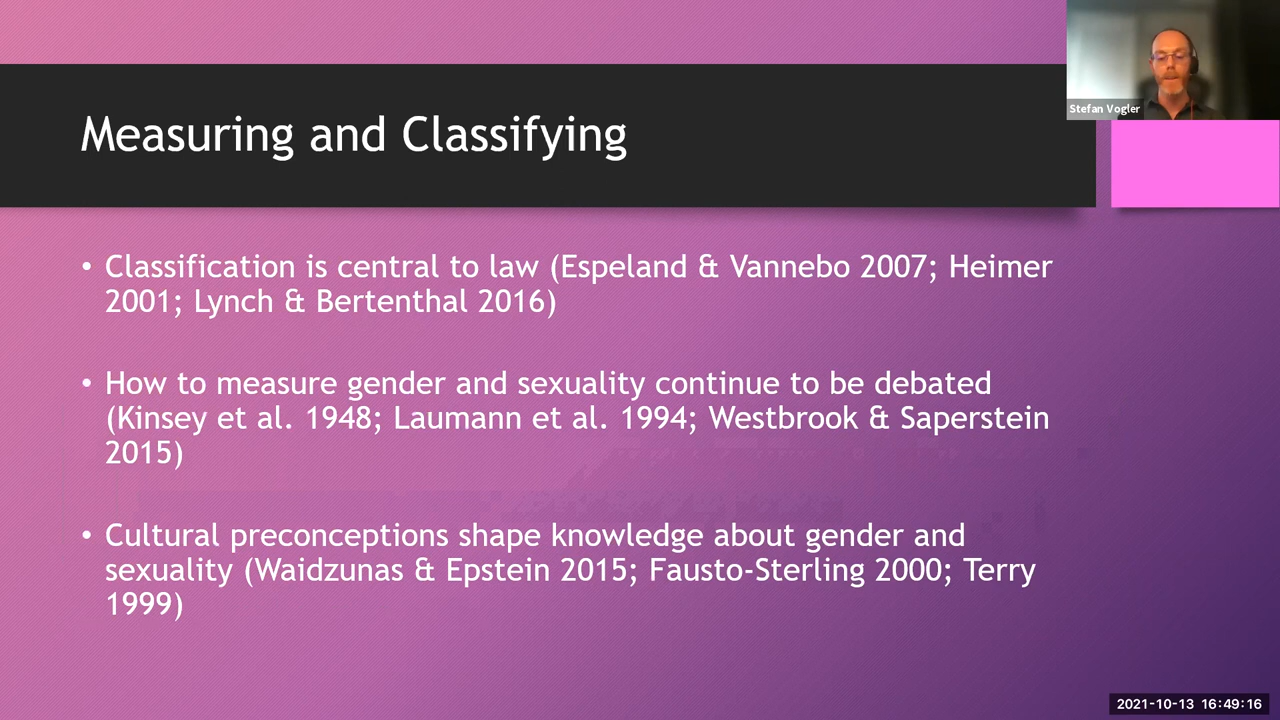 Stefan Vogler
Measuring and Classifying
• Classification is central to law (Espeland & Vannebo 2007; Heimer
2001; Lynch & Bertenthal 2016)
• How to measure gender and sexuality continue to be debated
(Kinsey et al. 1948; Laumann et al. 1994; Westbrook & Saperstein
2015)
• Cultural preconceptions shape knowledge about gender and
sexuality (Waidzunas & Epstein 2015; Fausto-Sterling 2000; Terry
1999)
2021-10-13 16:49:16